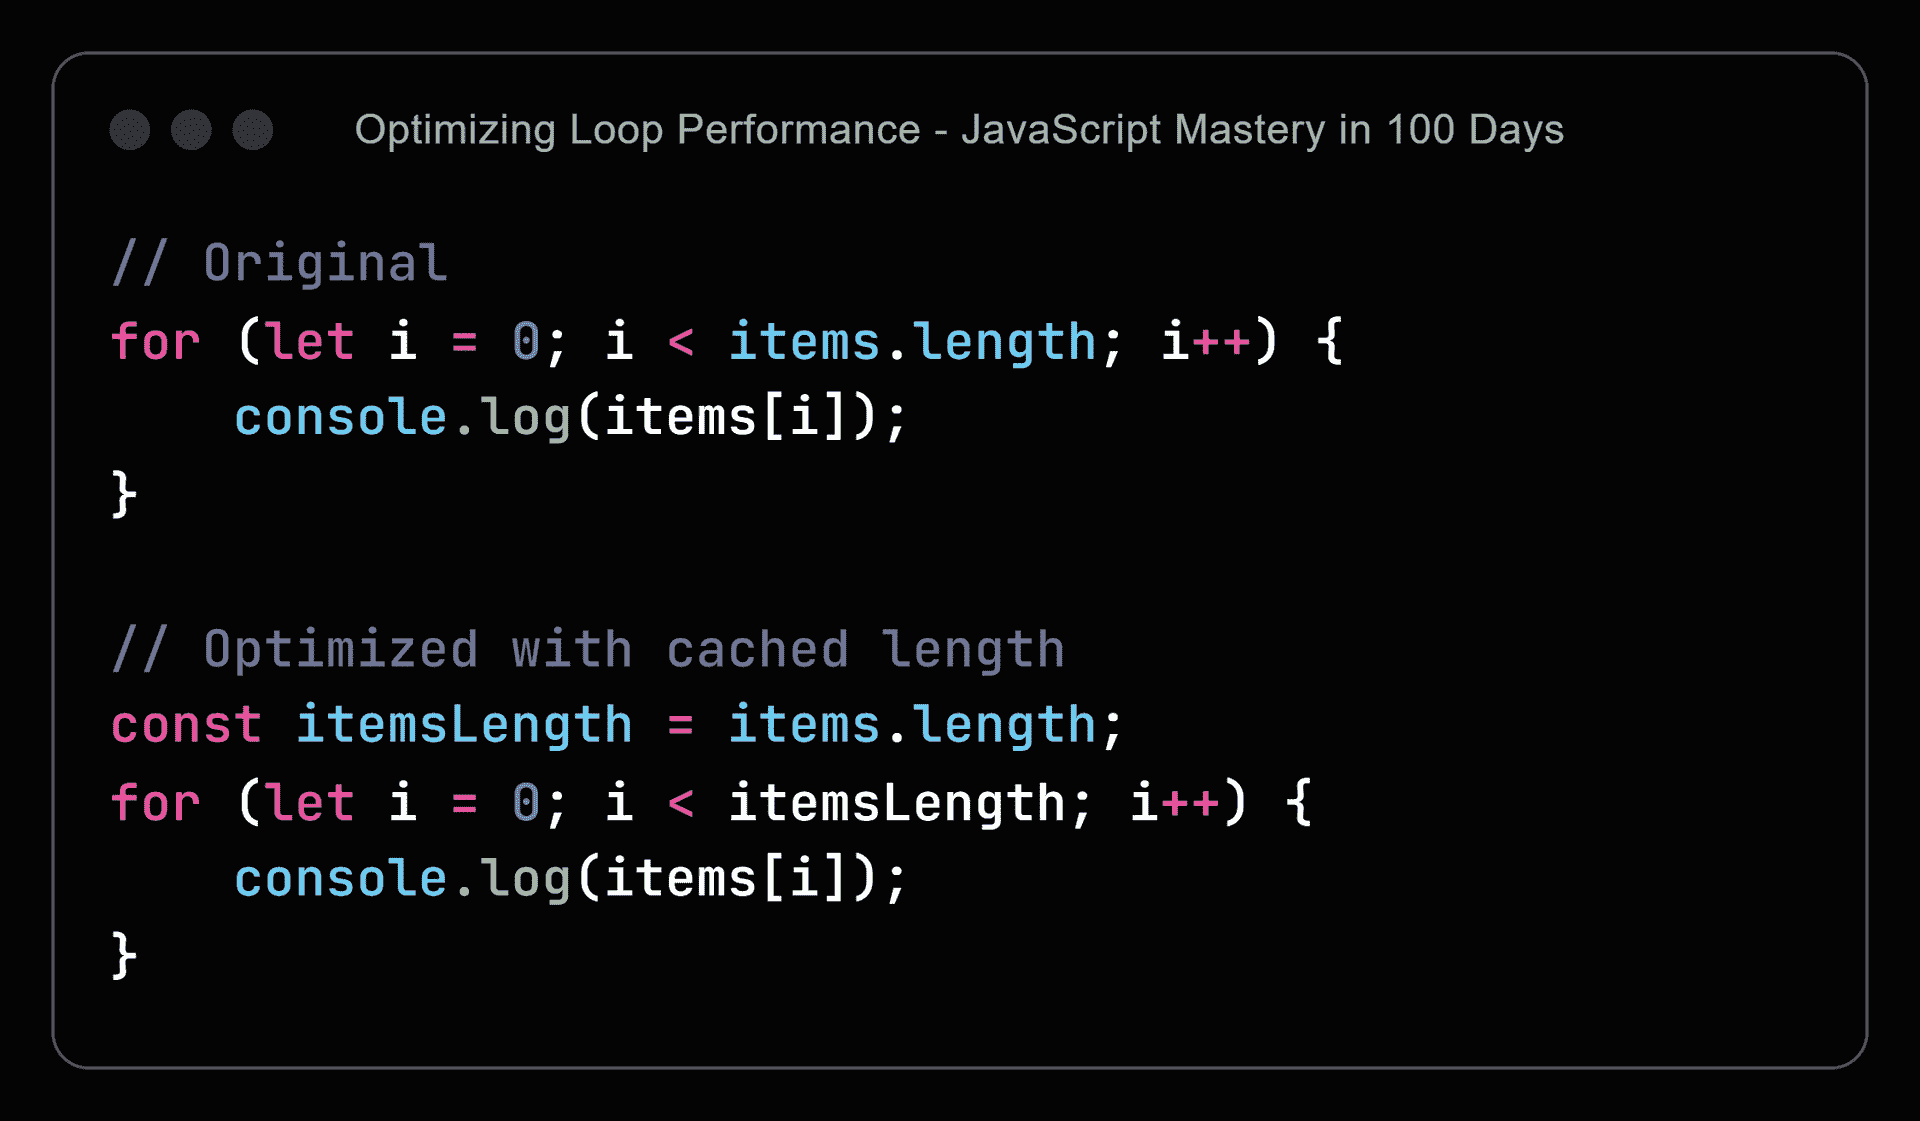 Optimizing Loop Performance - JavaScript Mastery in 100 Days
// Original
for (let i = 0; i < items.length; i++) {
    console.log(items[i]);
}
// Optimized with cached length
const itemsLength = items.length;
for (let i = 0; i < itemsLength; i++) {
    console.log(items[i]);
}